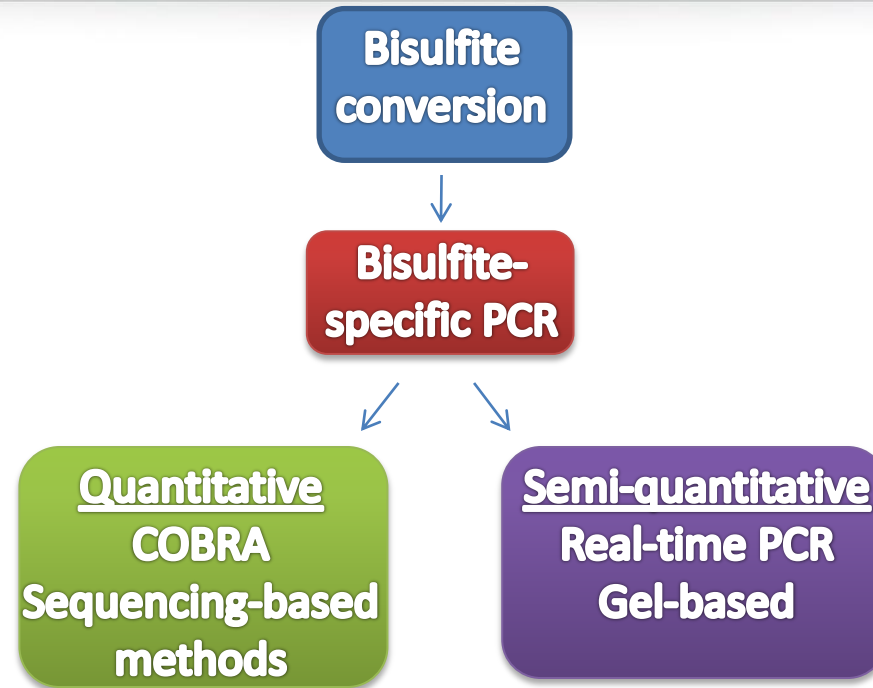 Bisulfite
conversion
Bisulfite-
specific PCR
Quantitative
COBRA
Sequencing-based
methods
Semi-quantitative
Real-time PCR
Gel-based